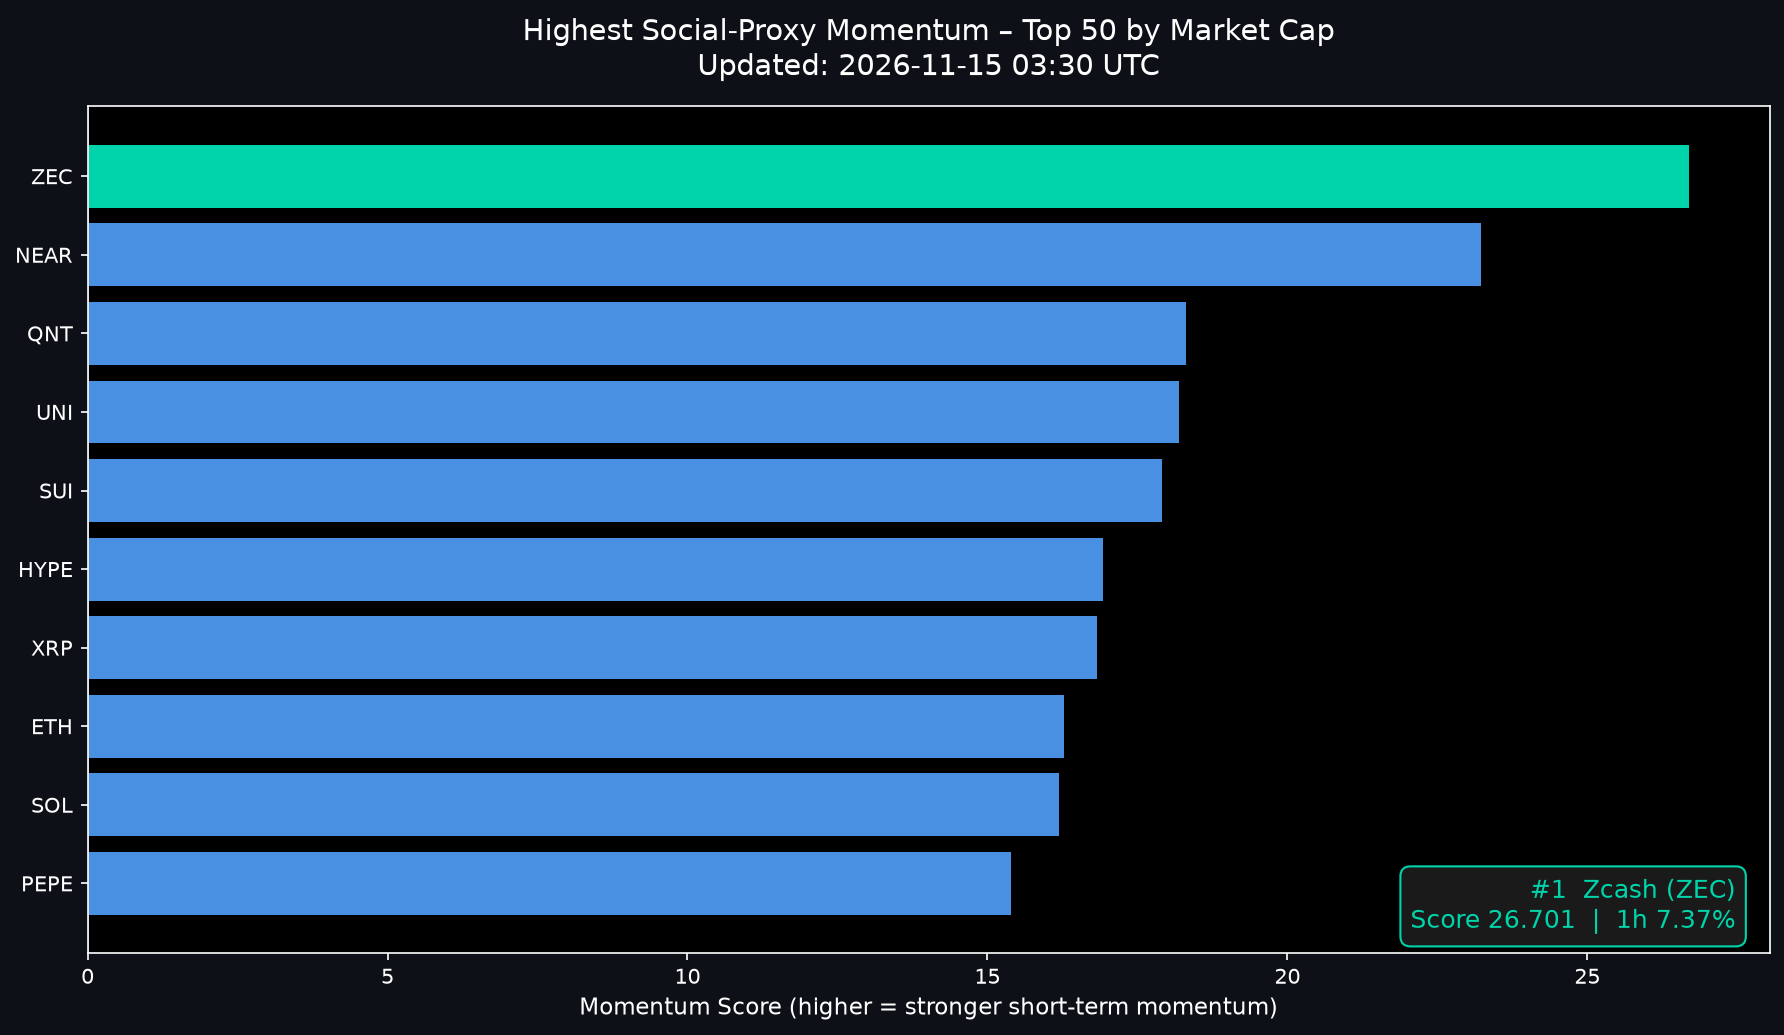 Highest Social-Proxy Momentum – Top 50 by Market Cap
Updated: 2026-11-15 03:30 UTC
ZEC
NEAR
QNT
UNI
SUI
HYPE
XRP
ETH
SOL
PEPE
#1  Zcash (ZEC)
Score 26.701  |  1h 7.37%
0 5 10 15 20 25
Momentum Score (higher = stronger short-term momentum)